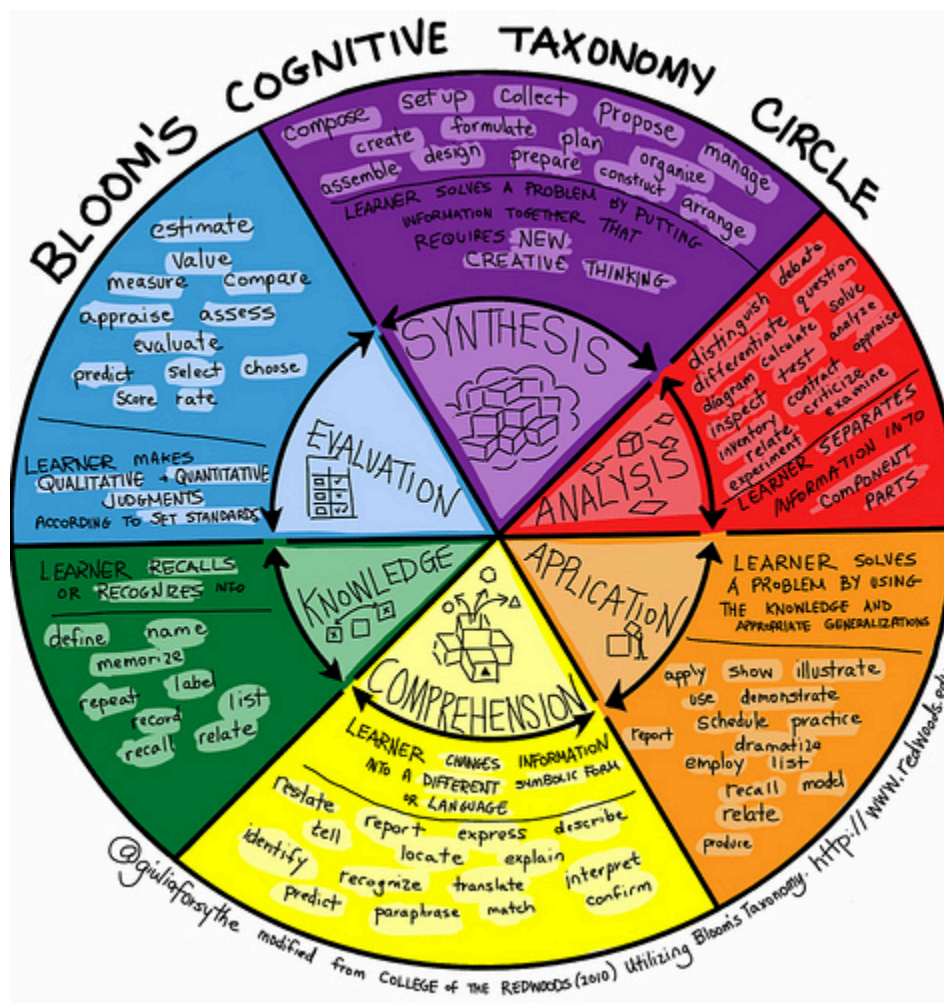 BLOOM'S COGNITIVE TAXONOMY CIRCLE
compose set up collect propose manage
create formulate plan organize
assemble design prepare construct arrange
LEARNER SOLVES A PROBLEM BY PUTTING
INFORMATION TOGETHER THAT
REQUIRES NEW
CREATIVE THINKING
SYNTHESIS
distinguish debate
differentiate question
diagram calculate solve
inspect test analyze
inventory contract appraise
relate criticize
experiment examine
LEARNER SEPARATES
INFORMATION INTO
COMPONENT
PARTS
ANALYSIS
APPLICATION
LEARNER SOLVES
A PROBLEM BY USING
THE KNOWLEDGE AND
APPROPRIATE GENERALIZATIONS
apply show illustrate
use demonstrate
report schedule practice
dramatize
employ list
recall model
relate
produce
COMPREHENSION
LEARNER CHANGES INFORMATION
INTO A DIFFERENT SYMBOLIC FORM
OR LANGUAGE
restate
tell report express describe
identify locate explain
recognize translate interpret
predict paraphrase match confirm
KNOWLEDGE
LEARNER RECALLS
OR RECOGNIZES INFO
define name
memorize
repeat label list
record
recall relate
EVALUATION
estimate
value
measure compare
appraise assess
evaluate
predict select choose
score rate
LEARNER MAKES
QUALITATIVE + QUANTITATIVE
JUDGMENTS
ACCORDING TO SET STANDARDS
@giuliaforsythe modified from COLLEGE OF THE REDWOODS (2010) Utilizing Bloom's Taxonomy. http://www.redwoods.edu